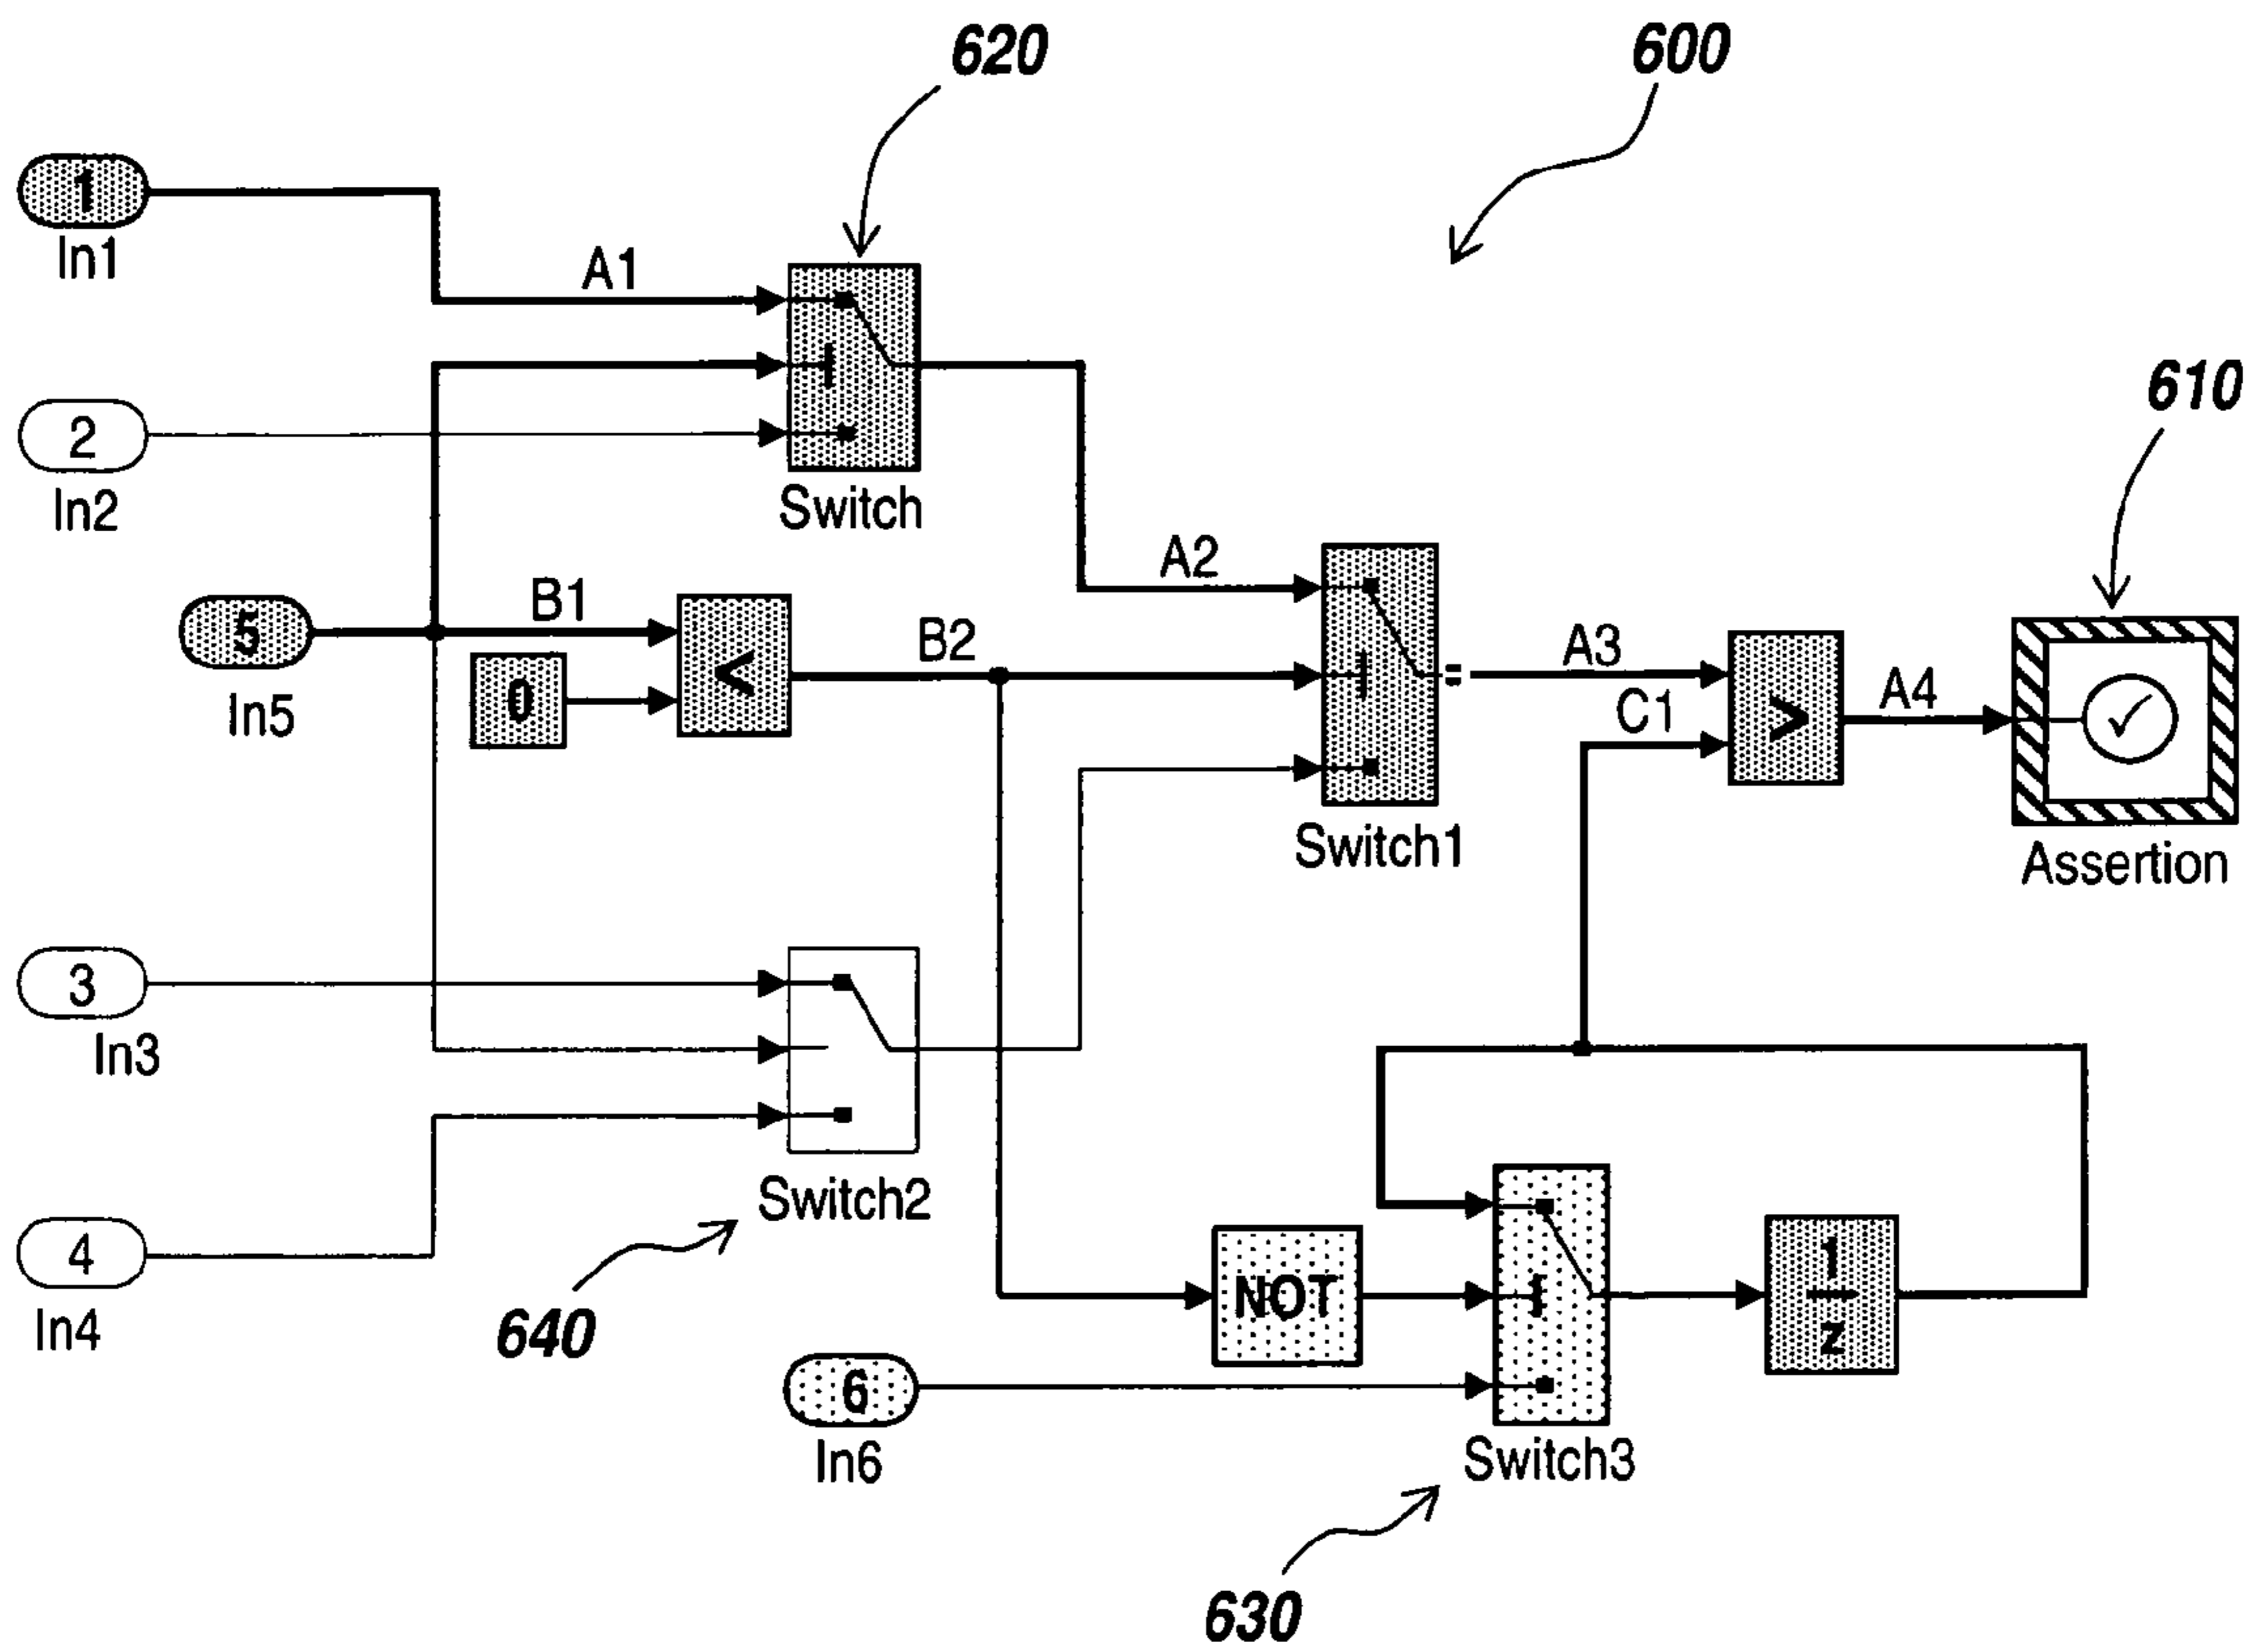 620
600
1
In1
A1
2
In2
Switch
610
A2
5
In5
B1
0
<
B2
A3
C1
>
A4
Switch1
Assertion
3
In3
Switch2
4
In4
640
NOT
1
z
6
In6
Switch3
630